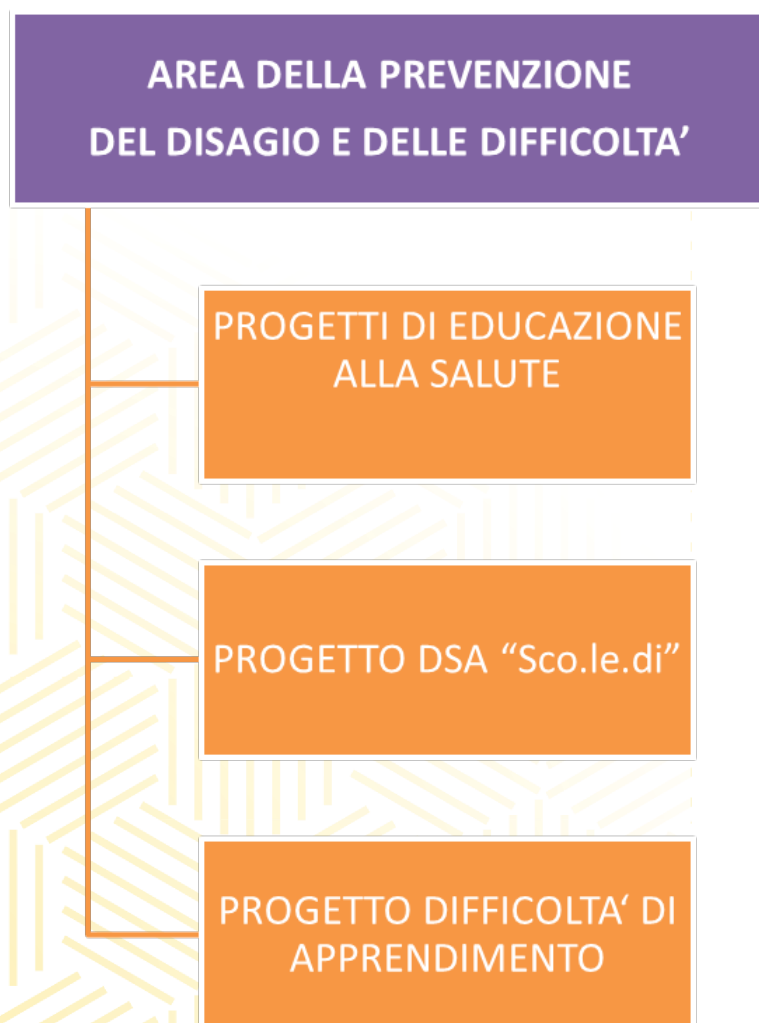 AREA DELLA PREVENZIONE
DEL DISAGIO E DELLE DIFFICOLTA’
PROGETTI DI EDUCAZIONE
ALLA SALUTE
PROGETTO DSA “Sco.le.di”
PROGETTO DIFFICOLTA‘ DI
APPRENDIMENTO